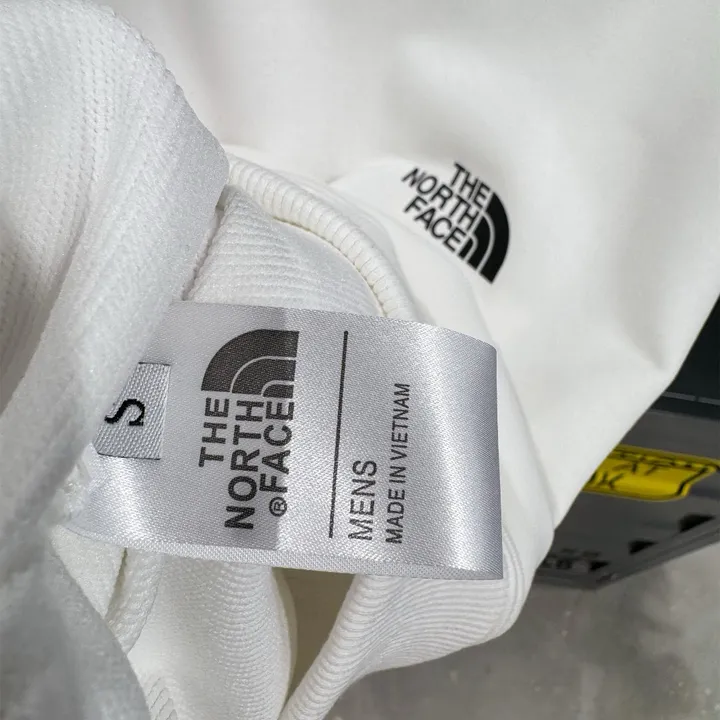 THE
NORTH
FACE
S
THE
NORTH
®FACE
MENS
MADE IN VIETNAM